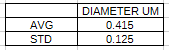 DIAMETER UM
AVG 0.415
STD 0.125